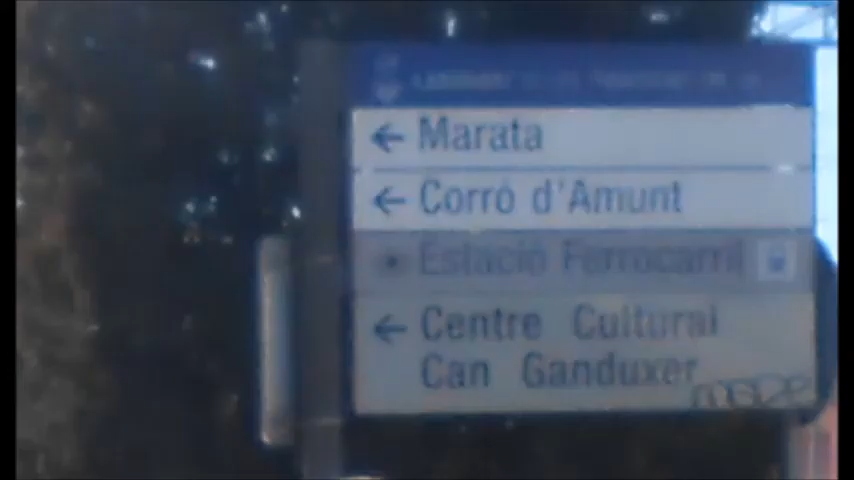 ← Marata
← Corró d'Amunt
Estació Ferrocarril
← Centre Cultural
Can Ganduxer